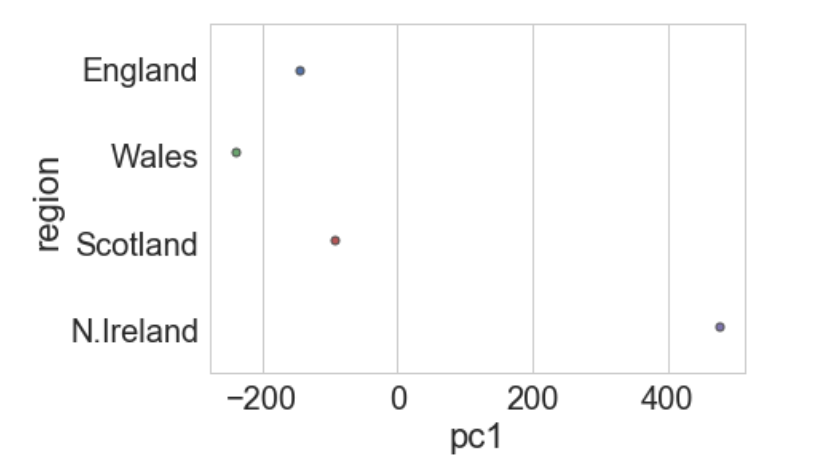 England
Wales
Scotland
N.Ireland
region
−200 0 200 400
pc1